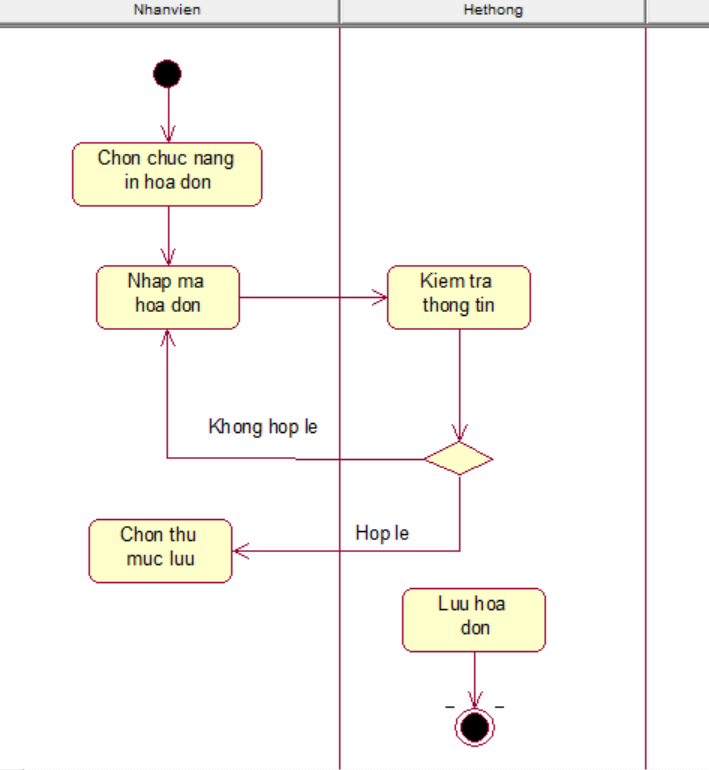 Nhanvien
Hethong
Chon chuc nang
in hoa don
Nhap ma
hoa don
Kiem tra
thong tin
Khong hop le
Hop le
Chon thu
muc luu
Luu hoa
don